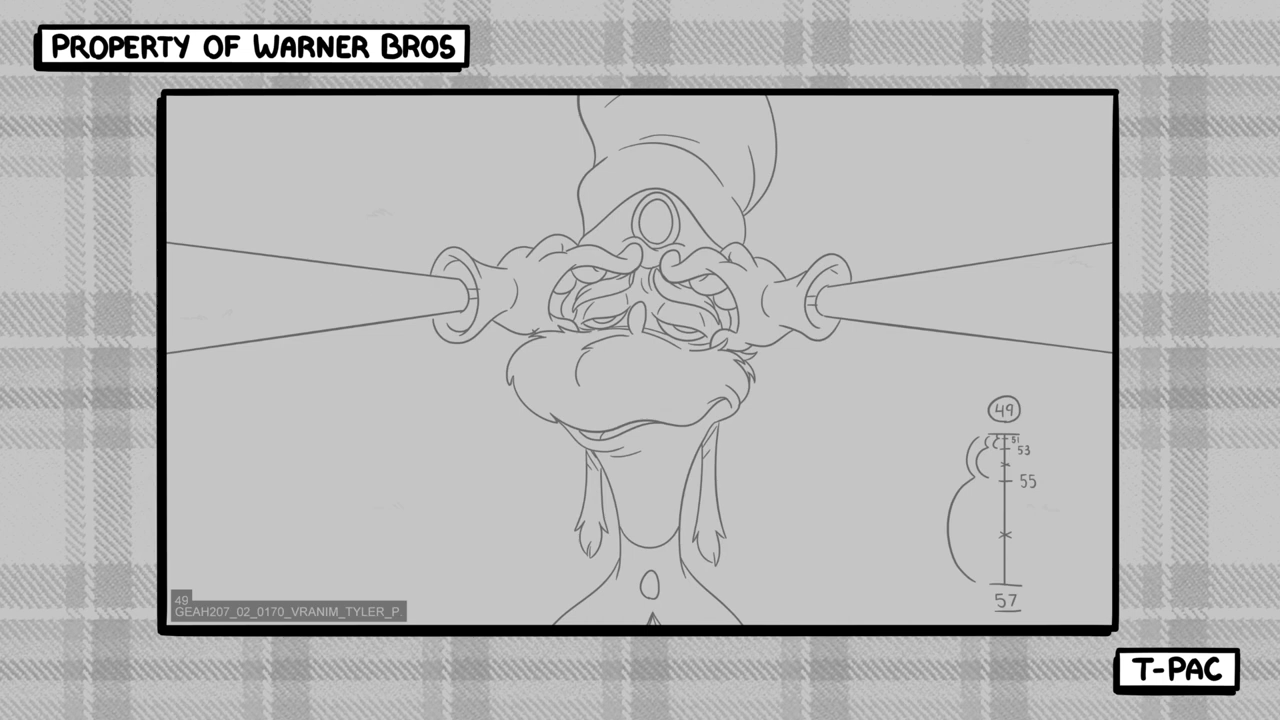 PROPERTY OF WARNER BROS
49
51
53
55
57
49
GEAH207_02_0170_VRANIM_TYLER_P.
T-PAC